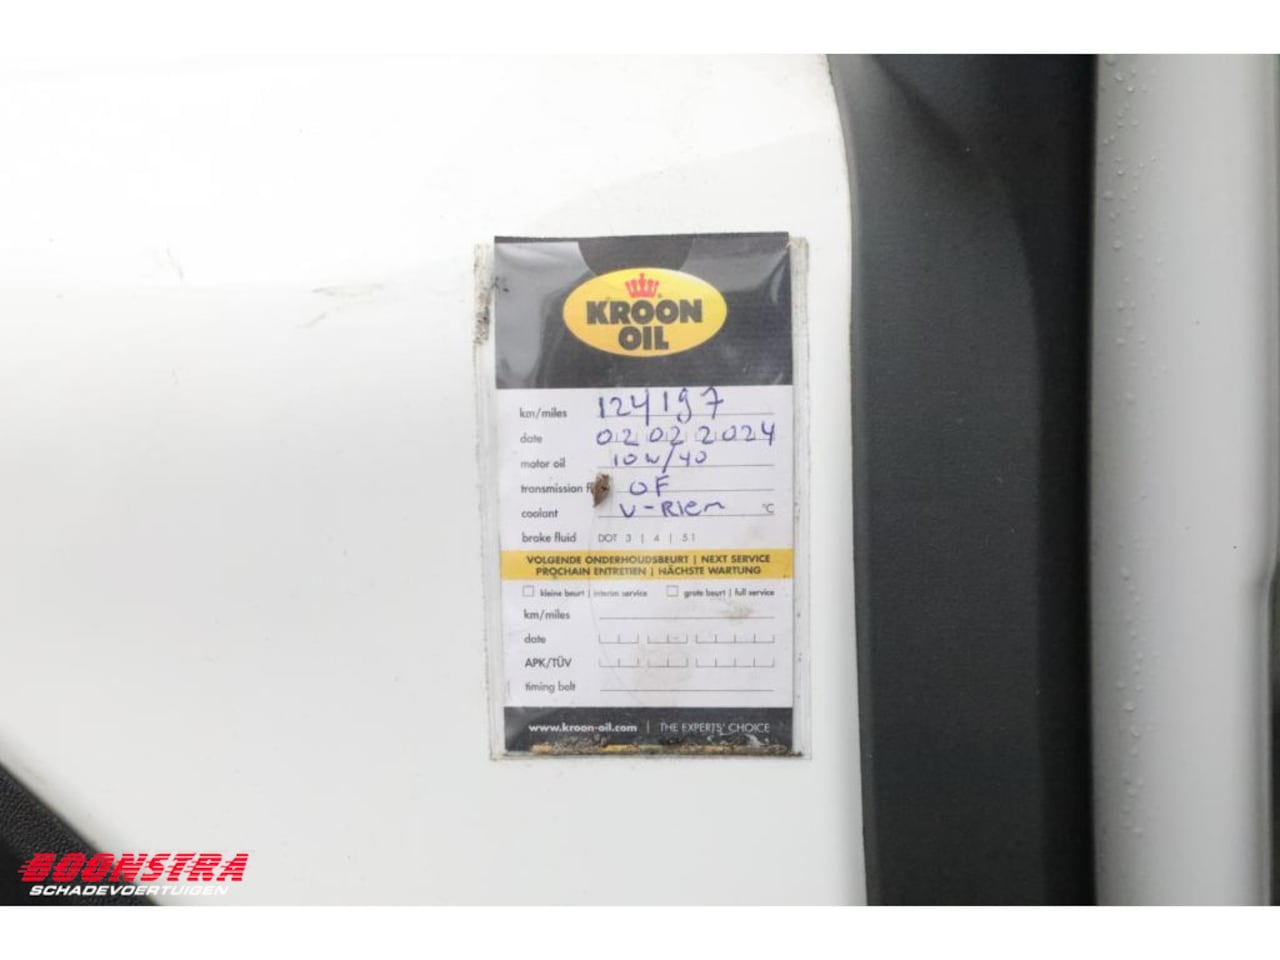 KROON
OIL
km/miles 124197
date 02 02 2024
motor oil 10w/40
transmission OF
coolant V-Riem °C
brake fluid DOT 3 | 4 | 5.1
VOLGENDE ONDERHOUDSBEURT | NEXT SERVICE
PROCHAIN ENTRETIEN | NÄCHSTE WARTUNG
kleine beurt | interim service grote beurt | full service
km/miles
date
APK/TÜV
timing belt
www.kroon-oil.com | THE EXPERTS' CHOICE
BOONSTRA
SCHADEVOERTUIGEN